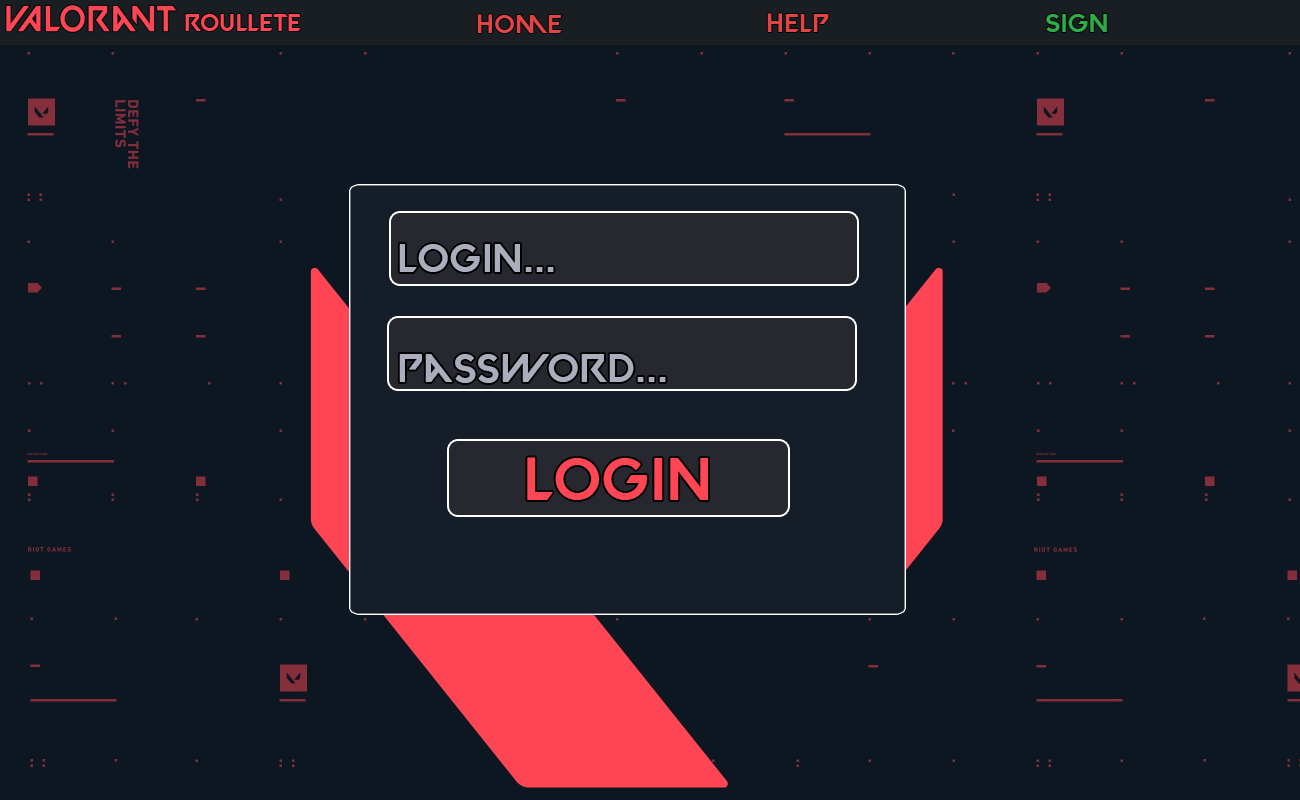 VALORANT ROULLETE HOME HELP SIGN
DEFY THE
LIMITS
LOGIN...
PASSWORD...
LOGIN
RIOT GAMES
RIOT GAMES